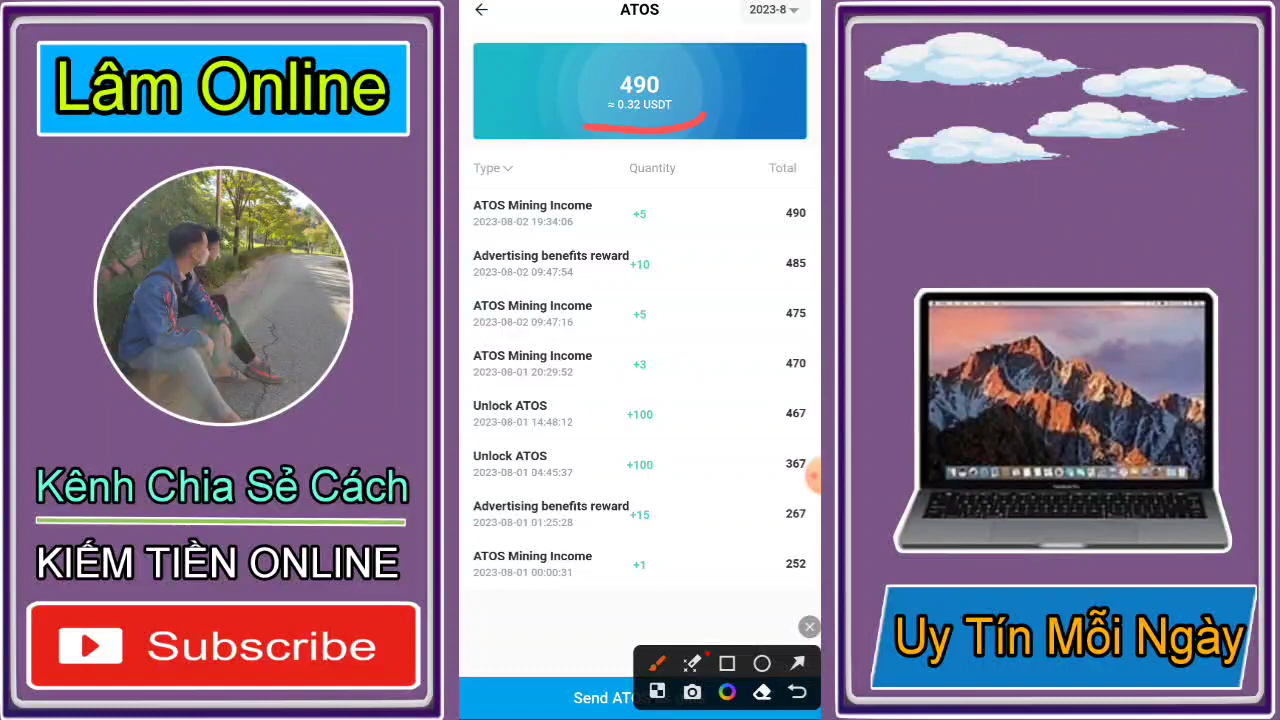 Lâm Online
Kênh Chia Sẻ Cách
KIẾM TIỀN ONLINE
Subscribe
ATOS
2023-8
490
≈ 0.32 USDT
Type Quantity Total
ATOS Mining Income +5 490
2023-08-02 19:34:06
Advertising benefits reward +10 485
2023-08-02 09:47:54
ATOS Mining Income +5 475
2023-08-02 09:47:16
ATOS Mining Income +3 470
2023-08-01 20:29:52
Unlock ATOS +100 467
2023-08-01 14:48:12
Unlock ATOS +100 367
2023-08-01 04:45:37
Advertising benefits reward +15 267
2023-08-01 01:25:28
ATOS Mining Income +1 252
2023-08-01 00:00:31
Send
Uy Tín Mỗi Ngày